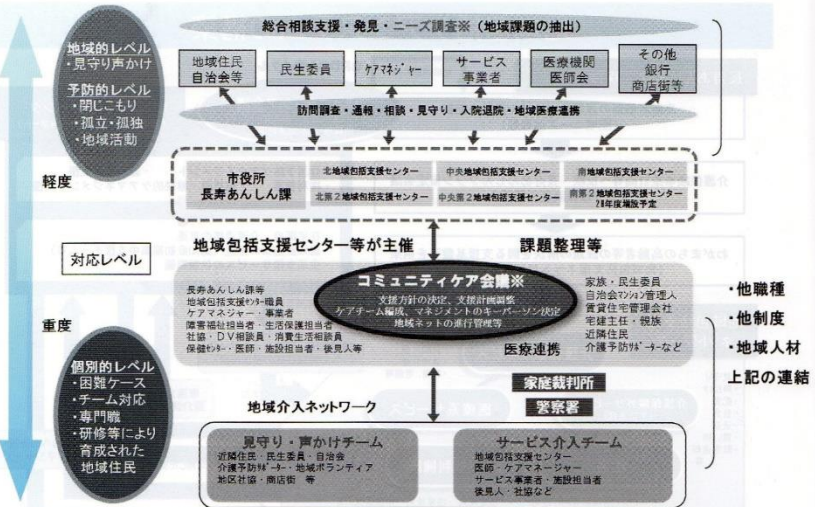 総合相談支援・発見・ニーズ調査※（地域課題の抽出）
地域的レベル
・見守り声かけ
予防的レベル
・閉じこもり
・孤立・孤独
・地域活動
地域住民
自治会等
民生委員
ケアマネジャー
サービス
事業者
医療機関
医師会
その他
銀行
商店街等
訪問調査・通報・相談・見守り・入院退院・地域医療連携
軽度
市役所
長寿あんしん課
北地域包括支援センター
中央地域包括支援センター
南地域包括支援センター
北第2地域包括支援センター
中央第2地域包括支援センター
南第2地域包括支援センター
28年度増設予定
地域包括支援センター等が主催
課題整理等
対応レベル
コミュニティケア会議※
支援方針の決定、支援計画調整
ケアチーム編成、マネジメントのキーパーソン決定
地域ネットの進行管理等
長寿あんしん課等
地域包括支援センター職員
ケアマネジャー・事業者
障害福祉担当者・生活保護担当者
社協・DV相談員・消費生活相談員
保健センター・医師・施設担当者・後見人等
家族・民生委員
自治会マンション管理人
賃貸住宅管理会社
宅建主任・親族
近隣住民
介護予防サポーターなど
医療連携
・他職種
・他制度
・地域人材
上記の連結
重度
個別的レベル
・困難ケース
・チーム対応
・専門職
・研修等により
育成された
地域住民
家庭裁判所
警察署
地域介入ネットワーク
見守り・声かけチーム
近隣住民・民生委員・自治会
介護予防サポーター・地域ボランティア
地区社協・商店街 等
サービス介入チーム
地域包括支援センター
医師・ケアマネージャー
サービス事業者・施設担当者
後見人・社協など